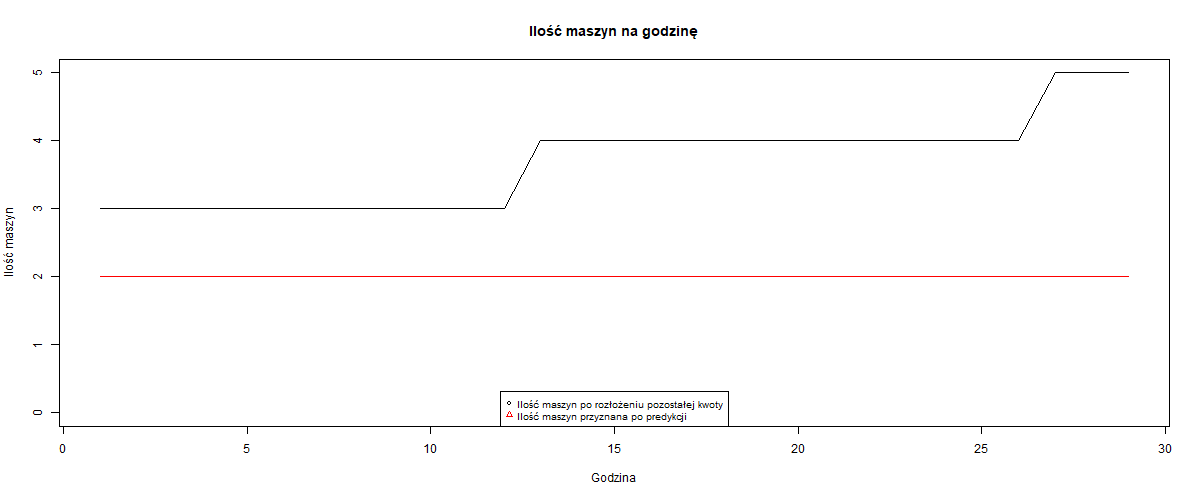 Ilość maszyn na godzinę
Ilość maszyn
5
4
3
2
1
0
Ilość maszyn po rozłożeniu pozostałej kwoty
Ilość maszyn przyznana po predykcji
0 5 10 15 20 25 30
Godzina